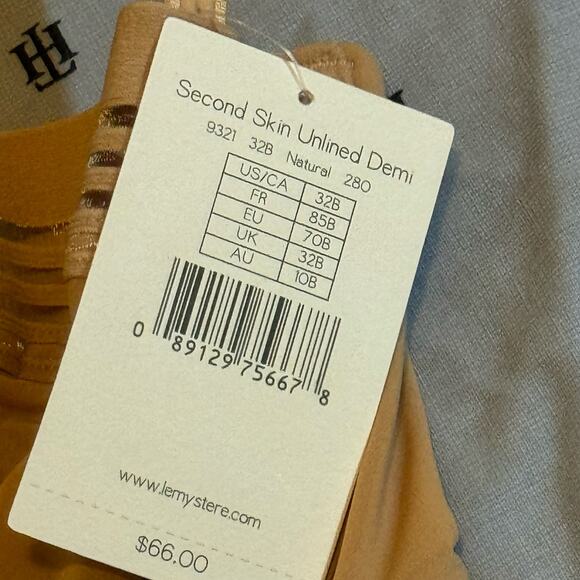 Second Skin Unlined Demi
9321 32B Natural 280
US/CA 32B
FR 85B
EU 70B
UK 32B
AU 10B
0 89129 75667 8
www.lemystere.com
$66.00